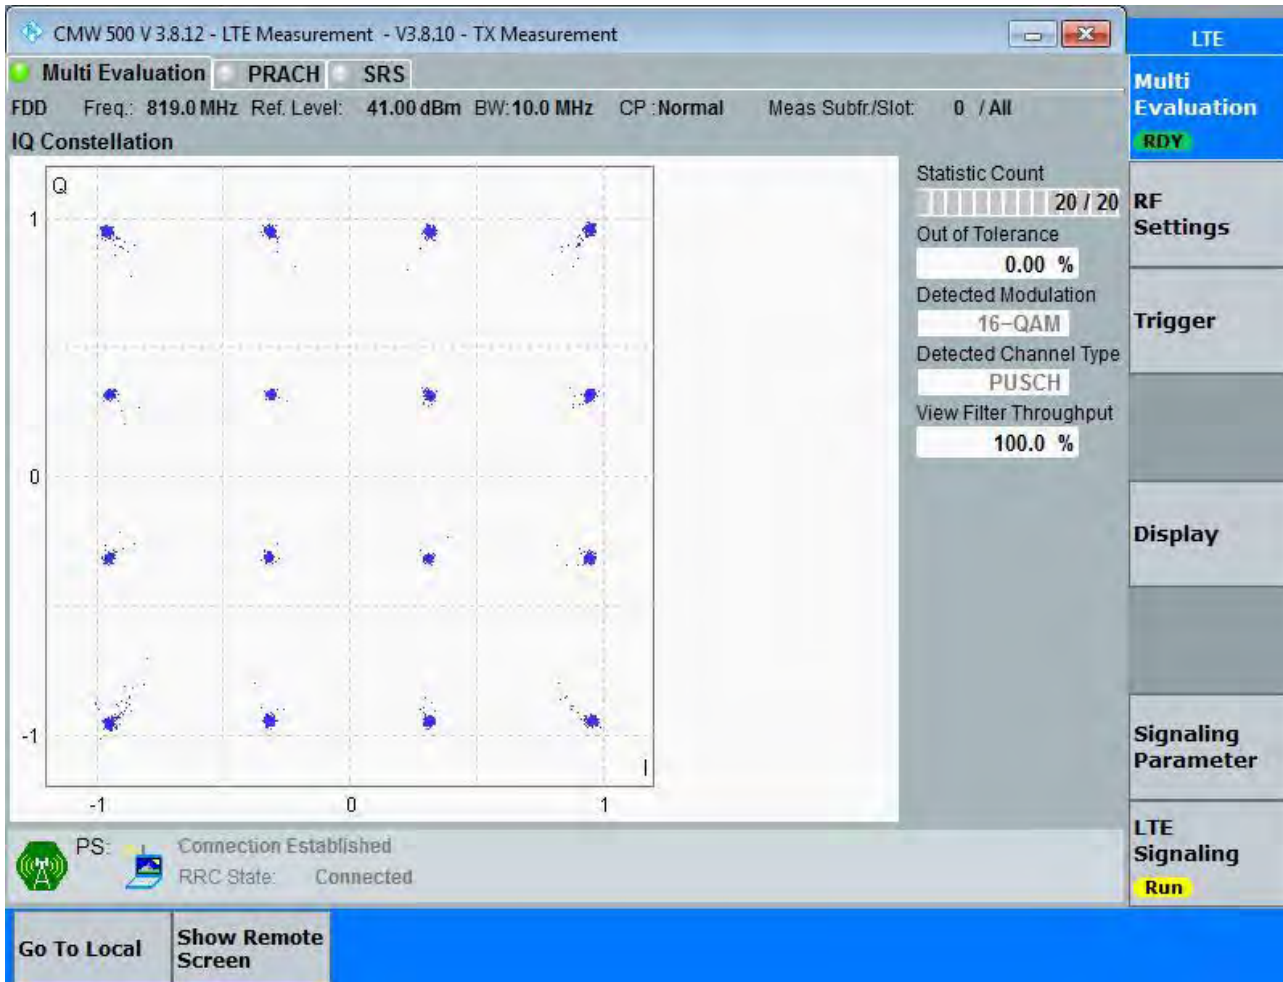 CMW 500 V 3.8.12 - LTE Measurement - V3.8.10 - TX Measurement
LTE
Multi Evaluation PRACH SRS
FDD Freq.: 819.0 MHz Ref. Level: 41.00 dBm BW: 10.0 MHz CP : Normal Meas Subfr./Slot: 0 / All
IQ Constellation
Q
1
0
-1
-1 0 1
I
Statistic Count
20 / 20
Out of Tolerance
0.00 %
Detected Modulation
16-QAM
Detected Channel Type
PUSCH
View Filter Throughput
100.0 %
Multi
Evaluation
RDY
RF
Settings
Trigger
Display
Signaling
Parameter
LTE
Signaling
Run
PS: Connection Established
RRC State: Connected
Go To Local
Show Remote
Screen